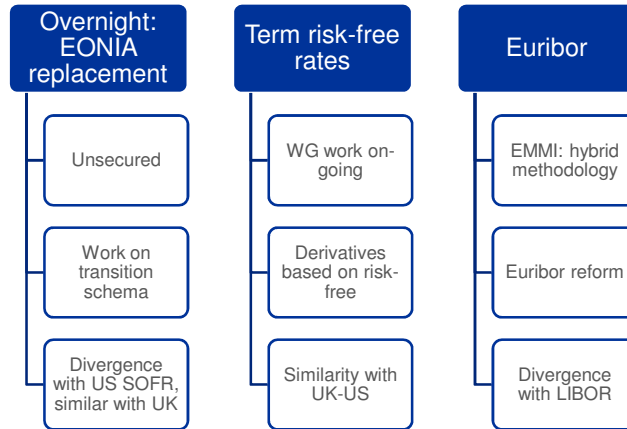 Overnight:
EONIA
replacement
Unsecured
Work on
transition
schema
Divergence
with US SOFR,
similar with UK
Term risk-free
rates
WG work on-
going
Derivatives
based on risk-
free
Similarity with
UK-US
Euribor
EMMI: hybrid
methodology
Euribor reform
Divergence
with LIBOR